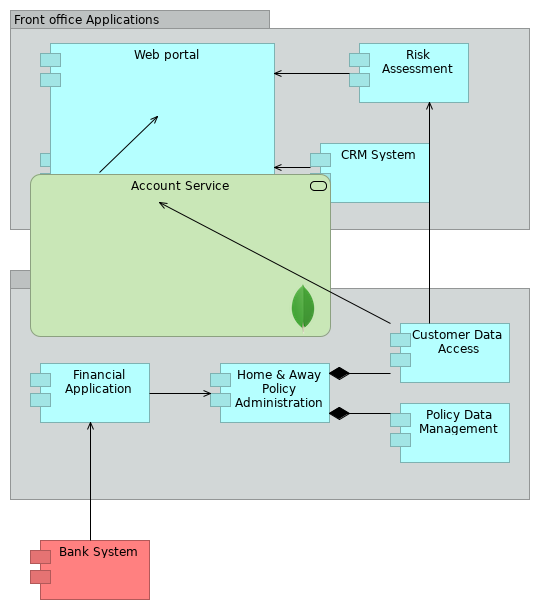 Front office Applications
Web portal
Risk
Assessment
CRM System
Account Service
Customer Data
Access
Financial
Application
Home & Away
Policy
Administration
Policy Data
Management
Bank System